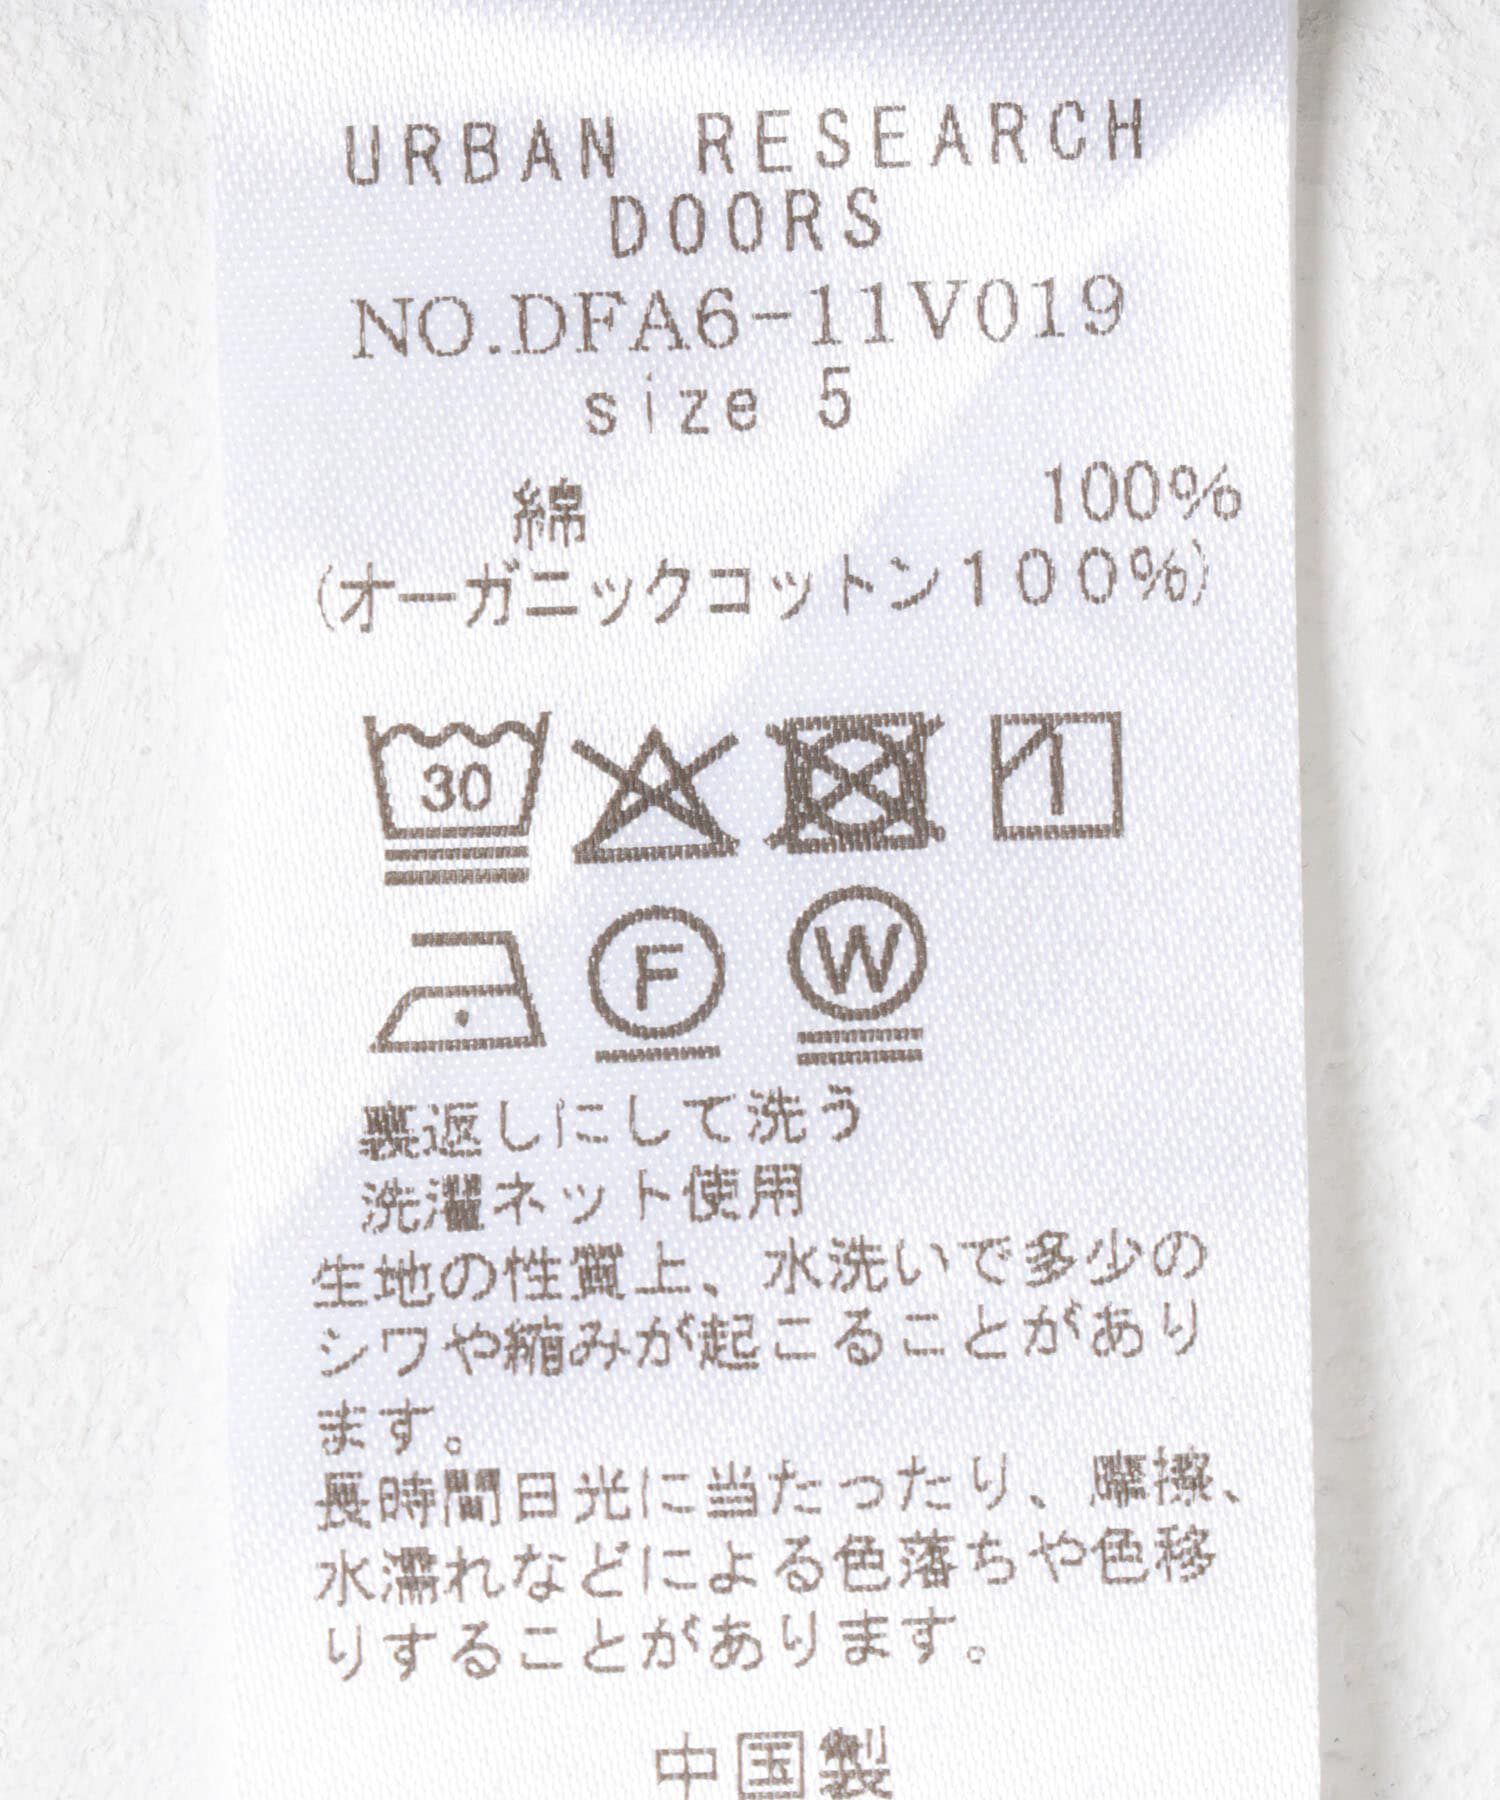 URBAN RESEARCH
DOORS
NO.DFA6-11V019
size 5
綿 100%
(オーガニックコットン100%)
30
F W
裏返しにして洗う
洗濯ネット使用
生地の性質上、水洗いで多少の
シワや縮みが起こることがあり
ます。
長時間日光に当たったり、摩擦、
水濡れなどによる色落ちや色移
りすることがあります。
中国製